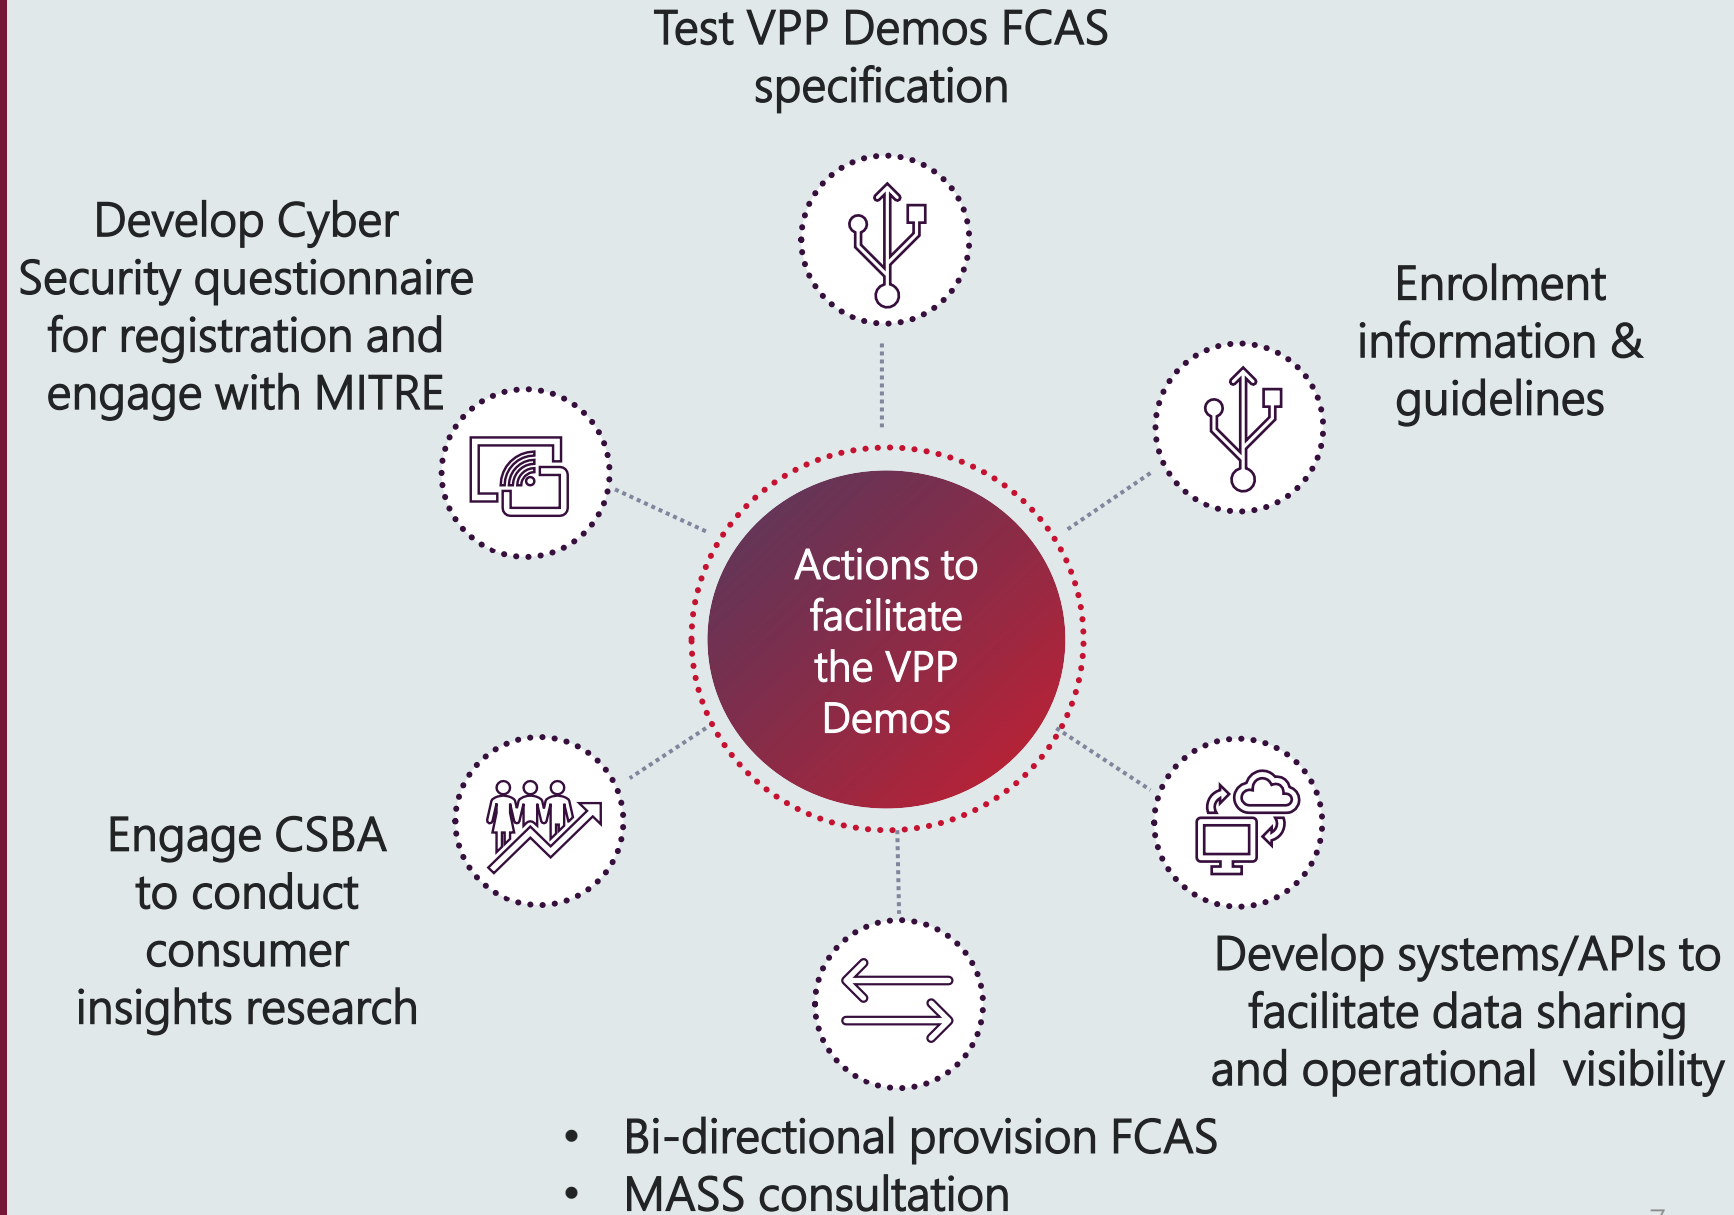 Test VPP Demos FCAS
specification
Develop Cyber
Security questionnaire
for registration and
engage with MITRE
Enrolment
information &
guidelines
Actions to
facilitate
the VPP
Demos
Engage CSBA
to conduct
consumer
insights research
Develop systems/APIs to
facilitate data sharing
and operational  visibility
• Bi-directional provision FCAS
• MASS consultation